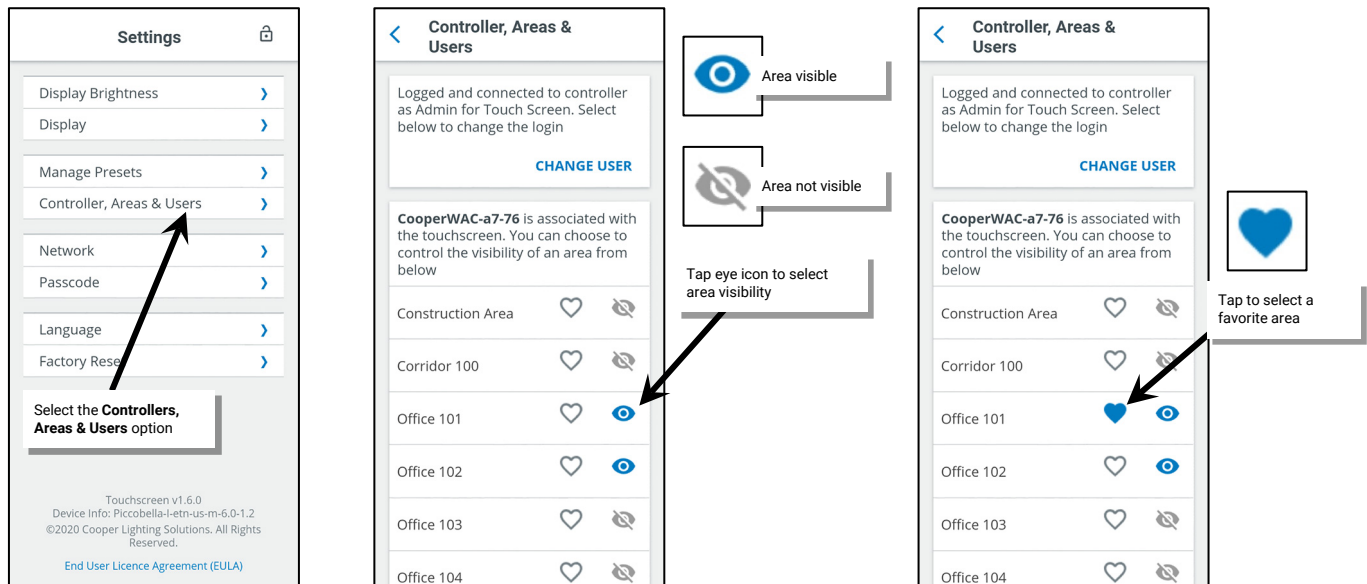 Settings
Display Brightness
Display
Manage Presets
Controller, Areas & Users
Network
Passcode
Language
Factory Rese
Select the Controllers,
Areas & Users option
Touchscreen v1.6.0
Device Info: Piccobella-l-etn-us-m-6.0-1.2
©2020 Cooper Lighting Solutions. All Rights
Reserved.
End User Licence Agreement (EULA)
Controller, Areas &
Users
Logged and connected to controller
as Admin for Touch Screen. Select
below to change the login
CHANGE USER
CooperWAC-a7-76 is associated with
the touchscreen. You can choose to
control the visibility of an area from
below
Construction Area
Corridor 100
Office 101
Office 102
Office 103
Office 104
Area visible
Area not visible
Tap eye icon to select
area visibility
Controller, Areas &
Users
Logged and connected to controller
as Admin for Touch Screen. Select
below to change the login
CHANGE USER
CooperWAC-a7-76 is associated with
the touchscreen. You can choose to
control the visibility of an area from
below
Construction Area
Corridor 100
Office 101
Office 102
Office 103
Office 104
Tap to select a
favorite area